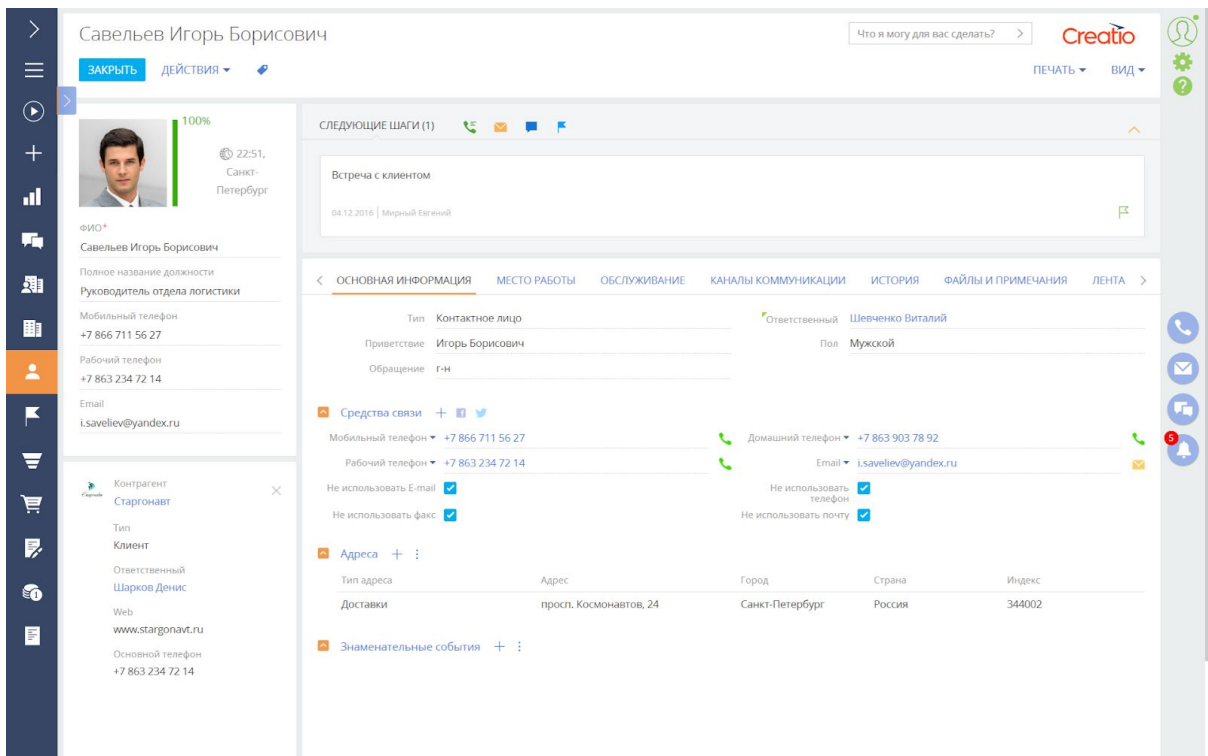 Савельев Игорь Борисович
Что я могу для вас сделать?
Creatio
ЗАКРЫТЬ
ДЕЙСТВИЯ
ПЕЧАТЬ
ВИД
100%
22:51,
Санкт-
Петербург
ФИО*
Савельев Игорь Борисович
Полное название должности
Руководитель отдела логистики
Мобильный телефон
+7 866 711 56 27
Рабочий телефон
+7 863 234 72 14
Email
i.saveliev@yandex.ru
Контрагент
Старгонавт
Тип
Клиент
Ответственный
Шарков Денис
Web
www.stargonavt.ru
Основной телефон
+7 863 234 72 14
СЛЕДУЮЩИЕ ШАГИ (1)
Встреча с клиентом
04.12.2016 | Мирный Евгений
ОСНОВНАЯ ИНФОРМАЦИЯ МЕСТО РАБОТЫ ОБСЛУЖИВАНИЕ КАНАЛЫ КОММУНИКАЦИИ ИСТОРИЯ ФАЙЛЫ И ПРИМЕЧАНИЯ ЛЕНТА
Тип Контактное лицо Ответственный Шевченко Виталий
Приветствие Игорь Борисович Пол Мужской
Обращение г-н
Средства связи
Мобильный телефон +7 866 711 56 27 Домашний телефон +7 863 903 78 92
Рабочий телефон +7 863 234 72 14 Email i.saveliev@yandex.ru
Не использовать E-mail Не использовать
телефон
Не использовать факс Не использовать почту
Адреса
Тип адреса Адрес Город Страна Индекс
Доставки просп. Космонавтов, 24 Санкт-Петербург Россия 344002
Знаменательные события
5
1